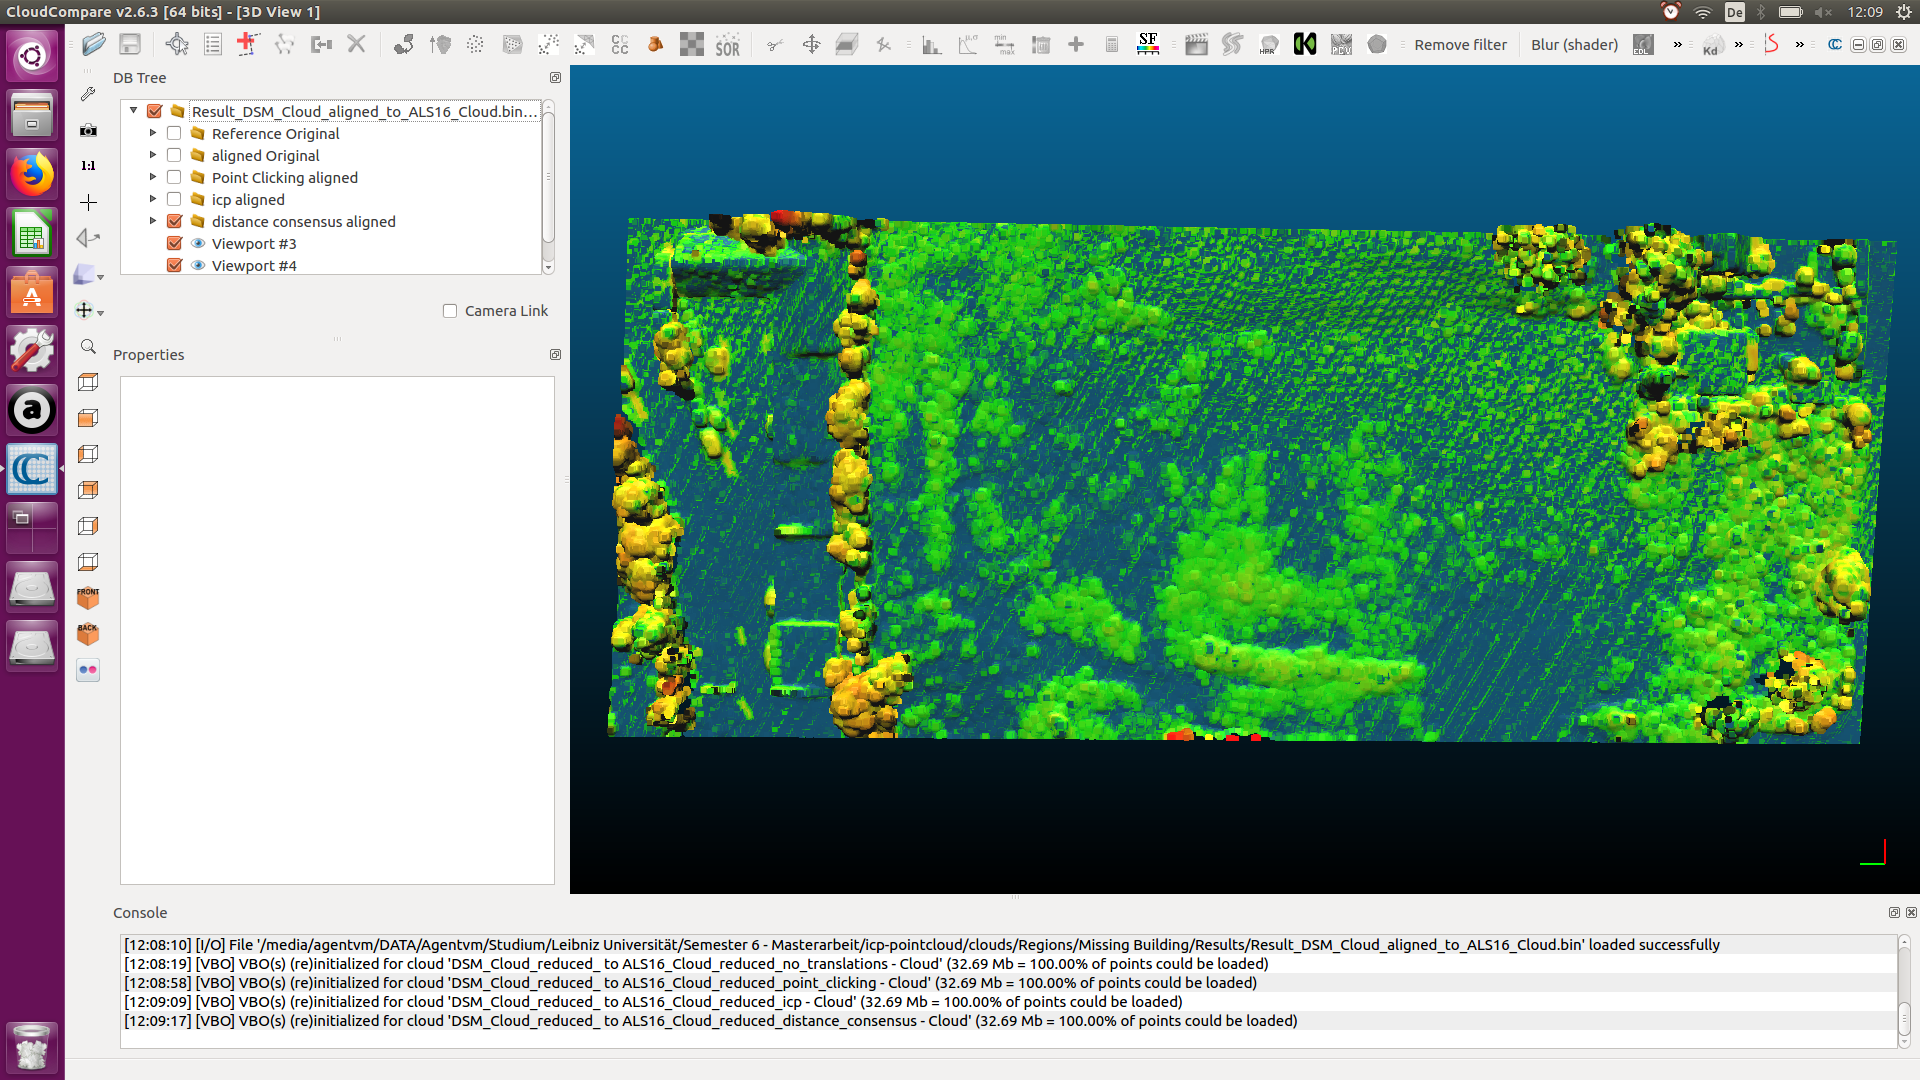 CloudCompare v2.6.3 [64 bits] - [3D View 1]
De
12:09
SF
SOR
Remove filter
Blur (shader)
EDL
Kd
DB Tree
Result_DSM_Cloud_aligned_to_ALS16_Cloud.bin...
Reference Original
aligned Original
Point Clicking aligned
icp aligned
distance consensus aligned
Viewport #3
Viewport #4
1:1
Camera Link
Properties
FRONT
BACK
Console
[12:08:10] [I/O] File '/media/agentvm/DATA/Agentvm/Studium/Leibniz Universität/Semester 6 - Masterarbeit/icp-pointcloud/clouds/Regions/Missing Building/Results/Result_DSM_Cloud_aligned_to_ALS16_Cloud.bin' loaded successfully
[12:08:19] [VBO] VBO(s) (re)initialized for cloud 'DSM_Cloud_reduced_ to ALS16_Cloud_reduced_no_translations - Cloud' (32.69 Mb = 100.00% of points could be loaded)
[12:08:58] [VBO] VBO(s) (re)initialized for cloud 'DSM_Cloud_reduced_ to ALS16_Cloud_reduced_point_clicking - Cloud' (32.69 Mb = 100.00% of points could be loaded)
[12:09:09] [VBO] VBO(s) (re)initialized for cloud 'DSM_Cloud_reduced_ to ALS16_Cloud_reduced_icp - Cloud' (32.69 Mb = 100.00% of points could be loaded)
[12:09:17] [VBO] VBO(s) (re)initialized for cloud 'DSM_Cloud_reduced_ to ALS16_Cloud_reduced_distance_consensus - Cloud' (32.69 Mb = 100.00% of points could be loaded)